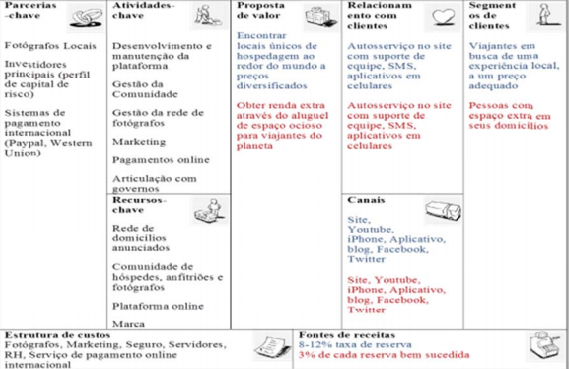 Parcerias
-chave
Fotógrafos Locais
Investidores
principais (perfil
de capital de
risco)
Sistemas de
pagamento
internacional
(Paypal, Western
Union)
Atividades-
chave
Desenvolvimento e
manutenção da
plataforma
Gestão da
Comunidade
Gestão da rede de
fotógrafos
Marketing
Pagamentos online
Articulação com
governos
Recursos-
chave
Rede de
domicílios
anunciados
Comunidade de
hóspedes, anfitriões e
fotógrafos
Plataforma online
Marca
Proposta
de valor
Encontrar
locais únicos de
hospedagem ao
redor do mundo a
preços
diversificados
Obter renda extra
através do aluguel
de espaço ocioso
para viajantes do
planeta
Relacionam
ento com
clientes
Autosserviço no site
com suporte de
equipe, SMS,
aplicativos em
celulares
Autosserviço no site
com suporte de
equipe, SMS,
aplicativos em
celulares
Canais
Site,
Youtube,
iPhone, Aplicativo,
blog, Facebook,
Twitter
Site, Youtube,
iPhone, Aplicativo,
blog, Facebook,
Twitter
Segment
os de
clientes
Viajantes em
busca de uma
experiência local,
a um preço
adequado
Pessoas com
espaço extra em
seus domicílios
Estrutura de custos
Fotógrafos, Marketing, Seguro, Servidores,
RH, Serviço de pagamento online
internacional
Fontes de receitas
8-12% taxa de reserva
3% de cada reserva bem sucedida